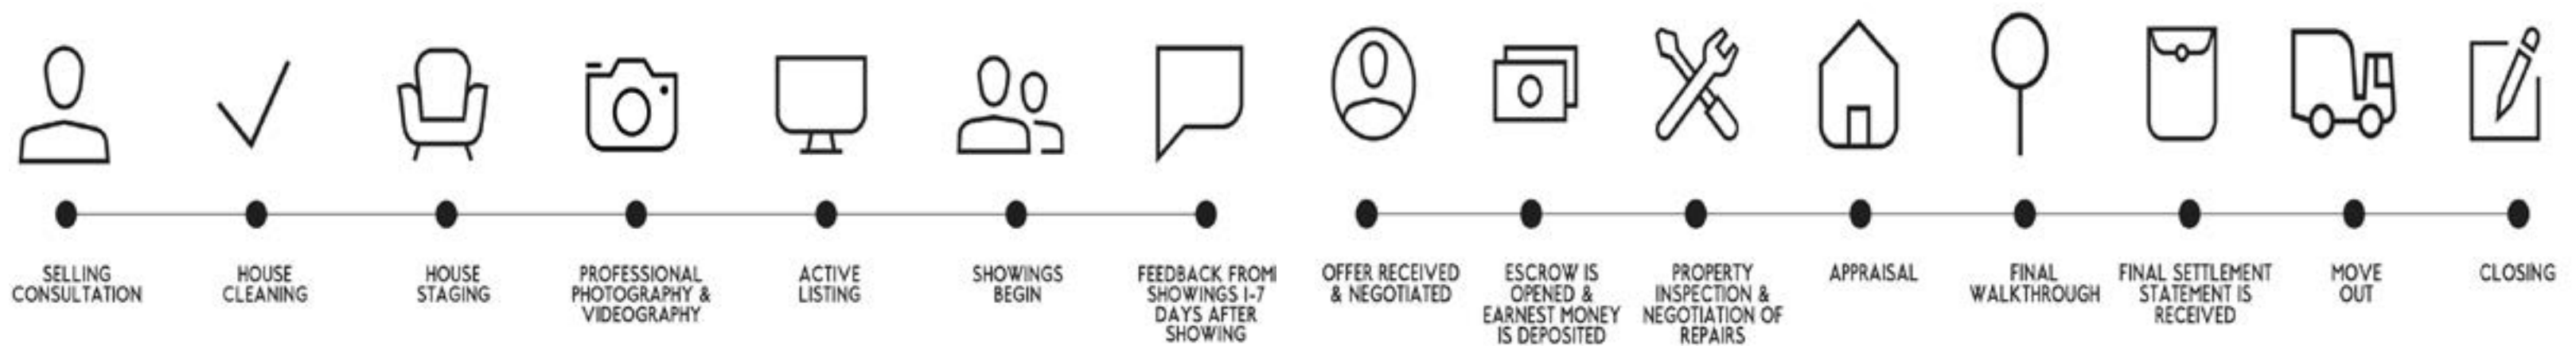 SELLING
CONSULTATION
HOUSE
CLEANING
HOUSE
STAGING
PROFESSIONAL
PHOTOGRAPHY &
VIDEOGRAPHY
ACTIVE
LISTING
SHOWINGS
BEGIN
FEEDBACK FROM
SHOWINGS 1-7
DAYS AFTER
SHOWING
OFFER RECEIVED
& NEGOTIATED
ESCROW IS
OPENED &
EARNEST MONEY
IS DEPOSITED
PROPERTY
INSPECTION &
NEGOTIATION OF
REPAIRS
APPRAISAL
FINAL
WALKTHROUGH
FINAL SETTLEMENT
STATEMENT IS
RECEIVED
MOVE
OUT
CLOSING